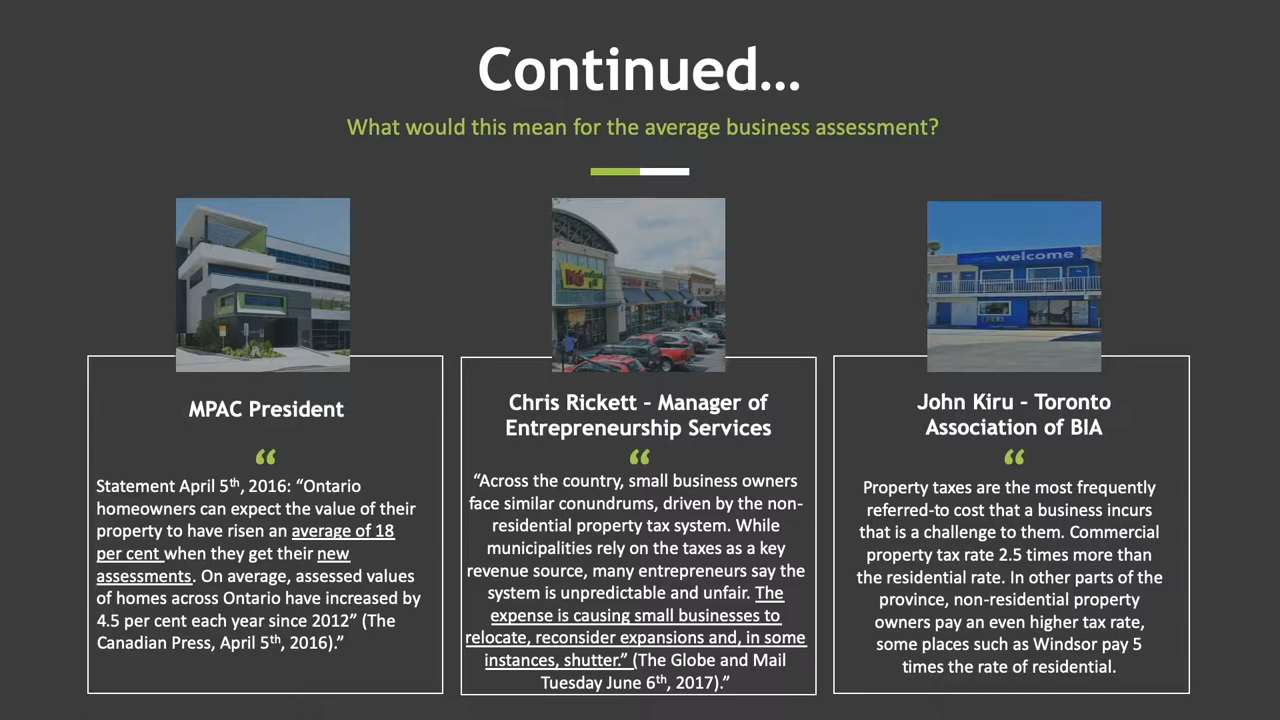 Continued...
What would this mean for the average business assessment?
welcome
MPAC President
“
Statement April 5th, 2016: “Ontario
homeowners can expect the value of their
property to have risen an average of 18
per cent when they get their new
assessments. On average, assessed values
of homes across Ontario have increased by
4.5 per cent each year since 2012” (The
Canadian Press, April 5th, 2016).”
Chris Rickett - Manager of
Entrepreneurship Services
“
“Across the country, small business owners
face similar conundrums, driven by the non-
residential property tax system. While
municipalities rely on the taxes as a key
revenue source, many entrepreneurs say the
system is unpredictable and unfair. The
expense is causing small businesses to
relocate, reconsider expansions and, in some
instances, shutter.” (The Globe and Mail
Tuesday June 6th, 2017).”
John Kiru - Toronto
Association of BIA
“
Property taxes are the most frequently
referred-to cost that a business incurs
that is a challenge to them. Commercial
property tax rate 2.5 times more than
the residential rate. In other parts of the
province, non-residential property
owners pay an even higher tax rate,
some places such as Windsor pay 5
times the rate of residential.